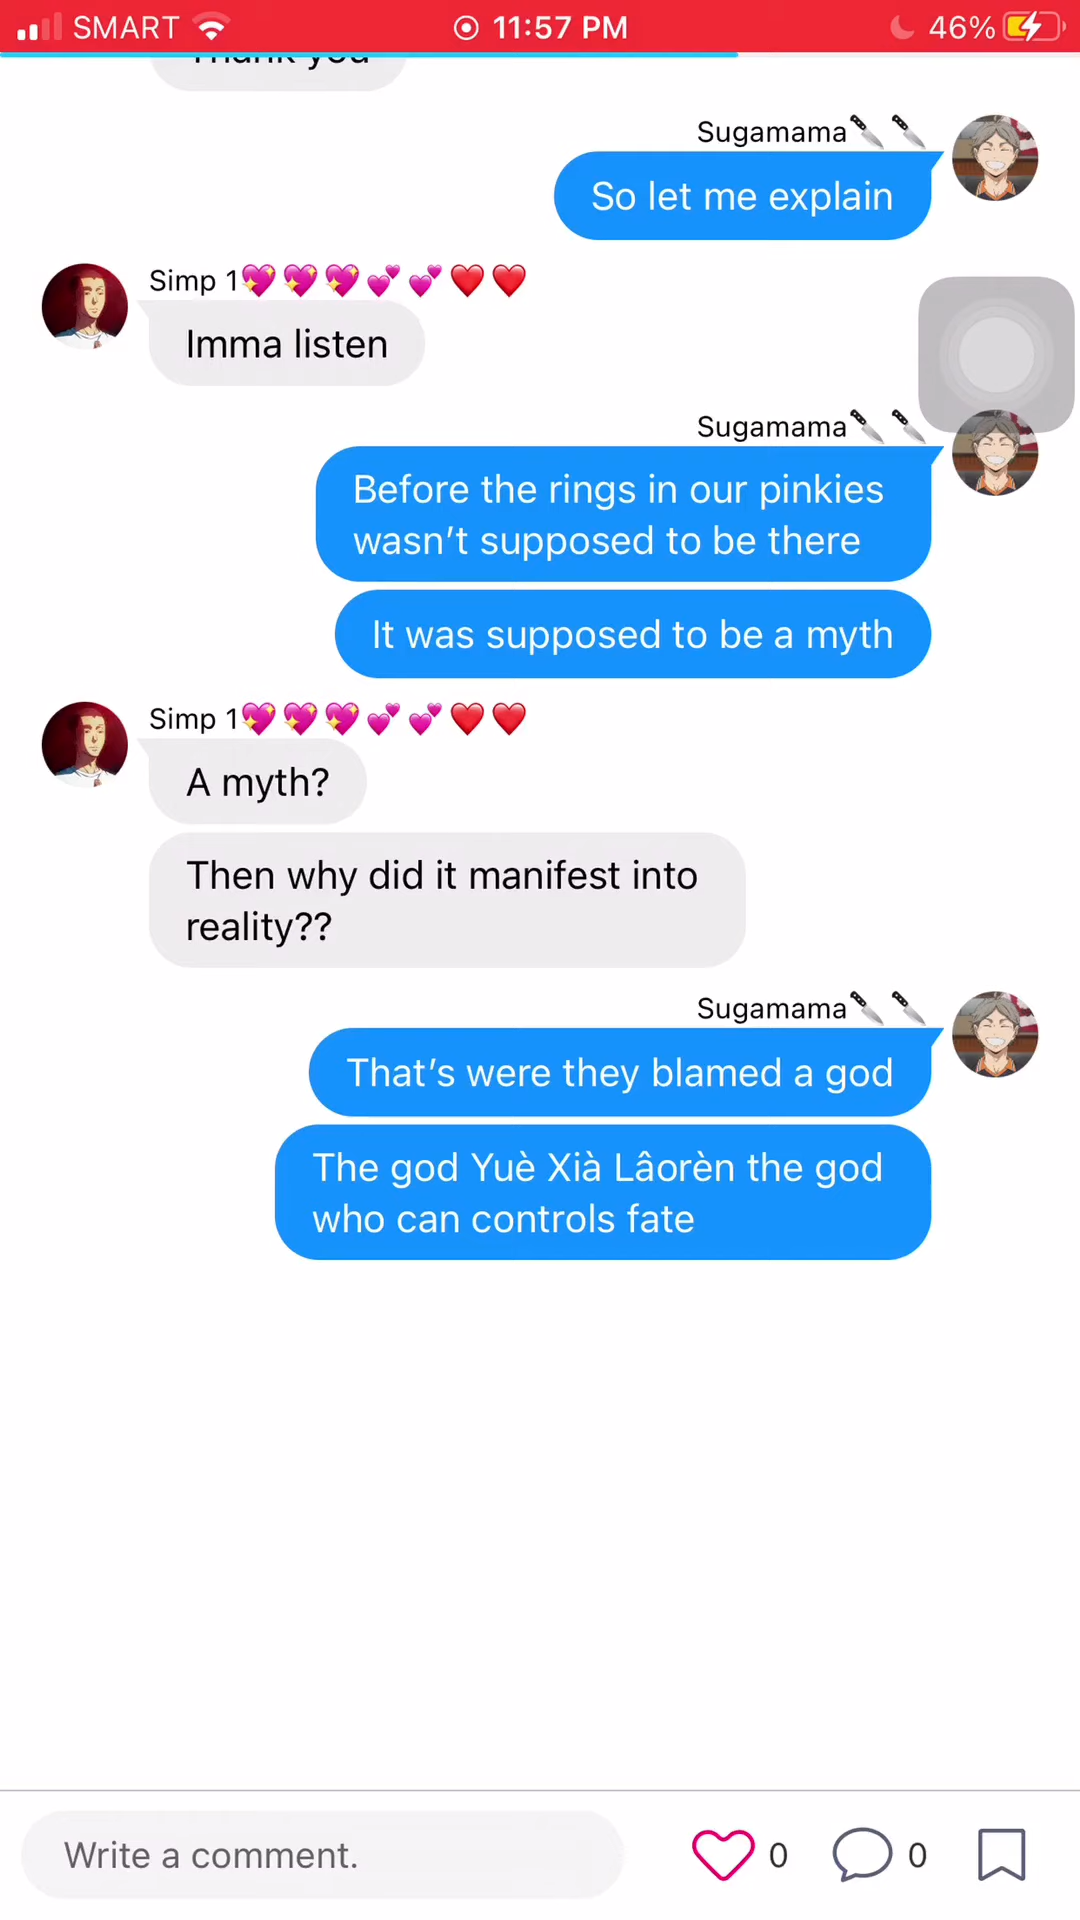 SMART 11:57 PM 46%
Thank you
Sugamama🔪🔪
So let me explain
Simp 1💖💖💖💕💕❤️❤️
Imma listen
Sugamama🔪🔪
Before the rings in our pinkies
wasn't supposed to be there
It was supposed to be a myth
Simp 1💖💖💖💕💕❤️❤️
A myth?
Then why did it manifest into
reality??
Sugamama🔪🔪
That's were they blamed a god
The god Yuè Xià Lâorèn the god
who can controls fate
Write a comment. 0 0